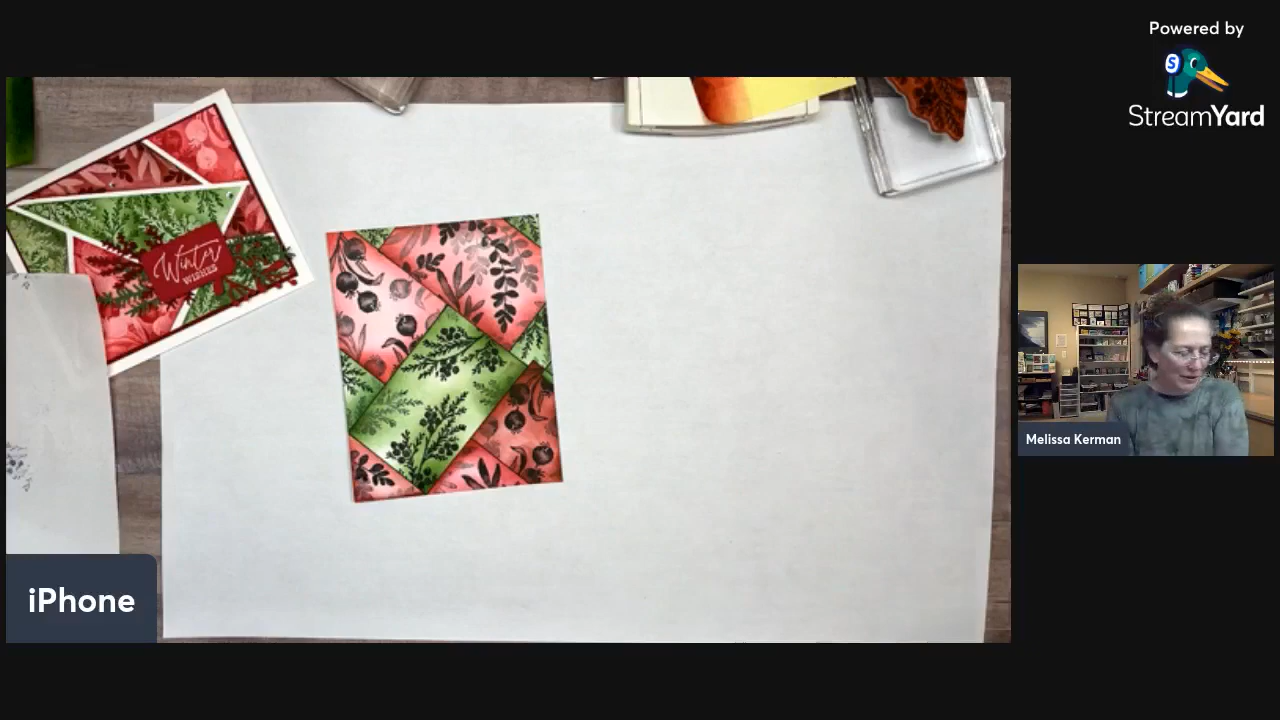 Powered by
S
StreamYard
Winter
WISHES
Melissa Kerman
iPhone